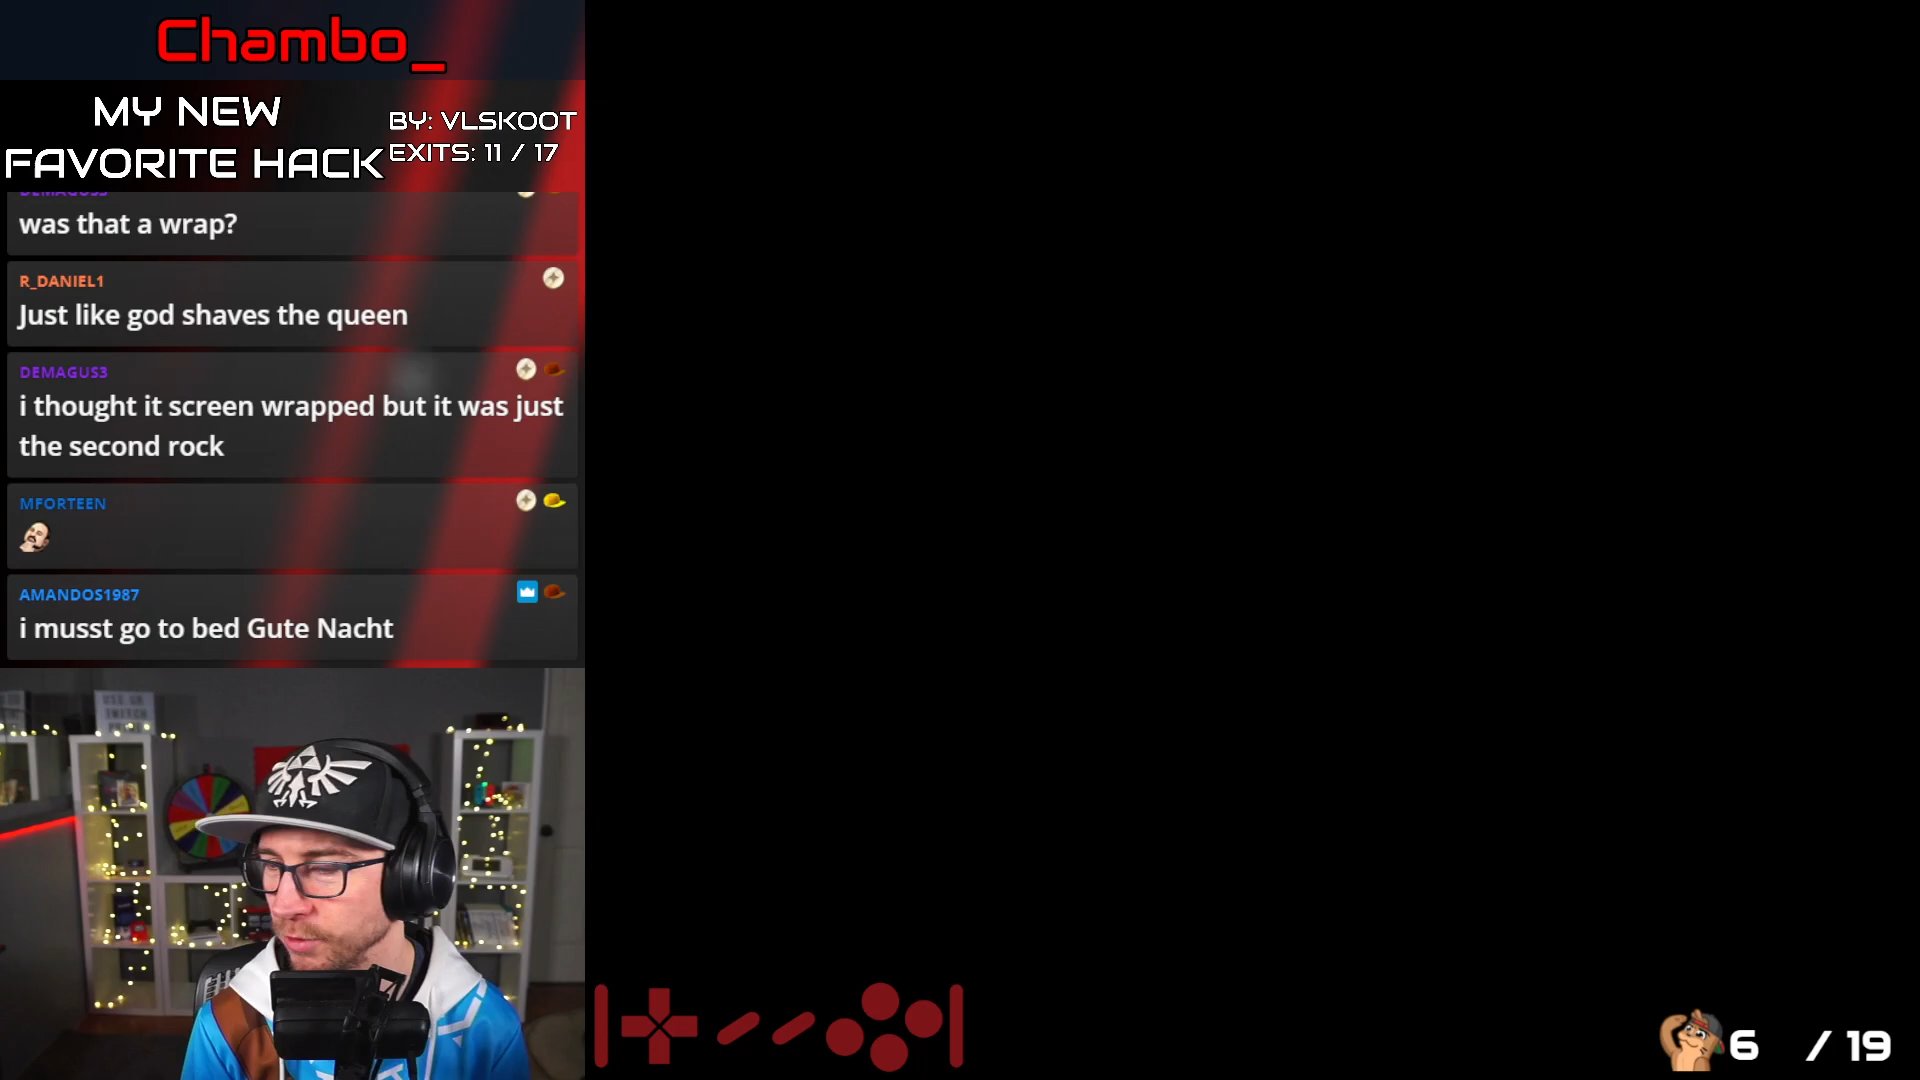 Chambo_
MY NEW
FAVORITE HACK
BY: VLSKOOT
EXITS: 11 / 17
DEMAGUS3
was that a wrap?
R_DANIEL1
Just like god shaves the queen
DEMAGUS3
i thought it screen wrapped but it was just
the second rock
MFORTEEN
AMANDOS1987
i musst go to bed Gute Nacht
6 / 19